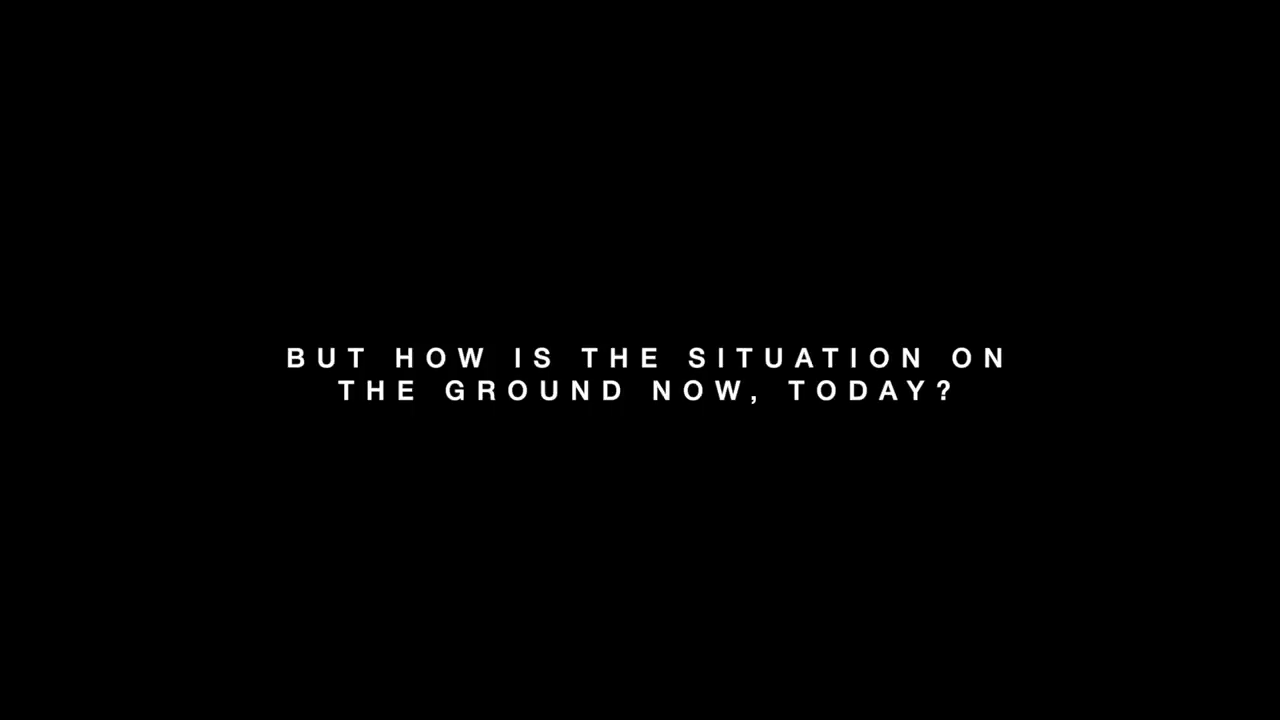 BUT HOW IS THE SITUATION ON
THE GROUND NOW, TODAY?